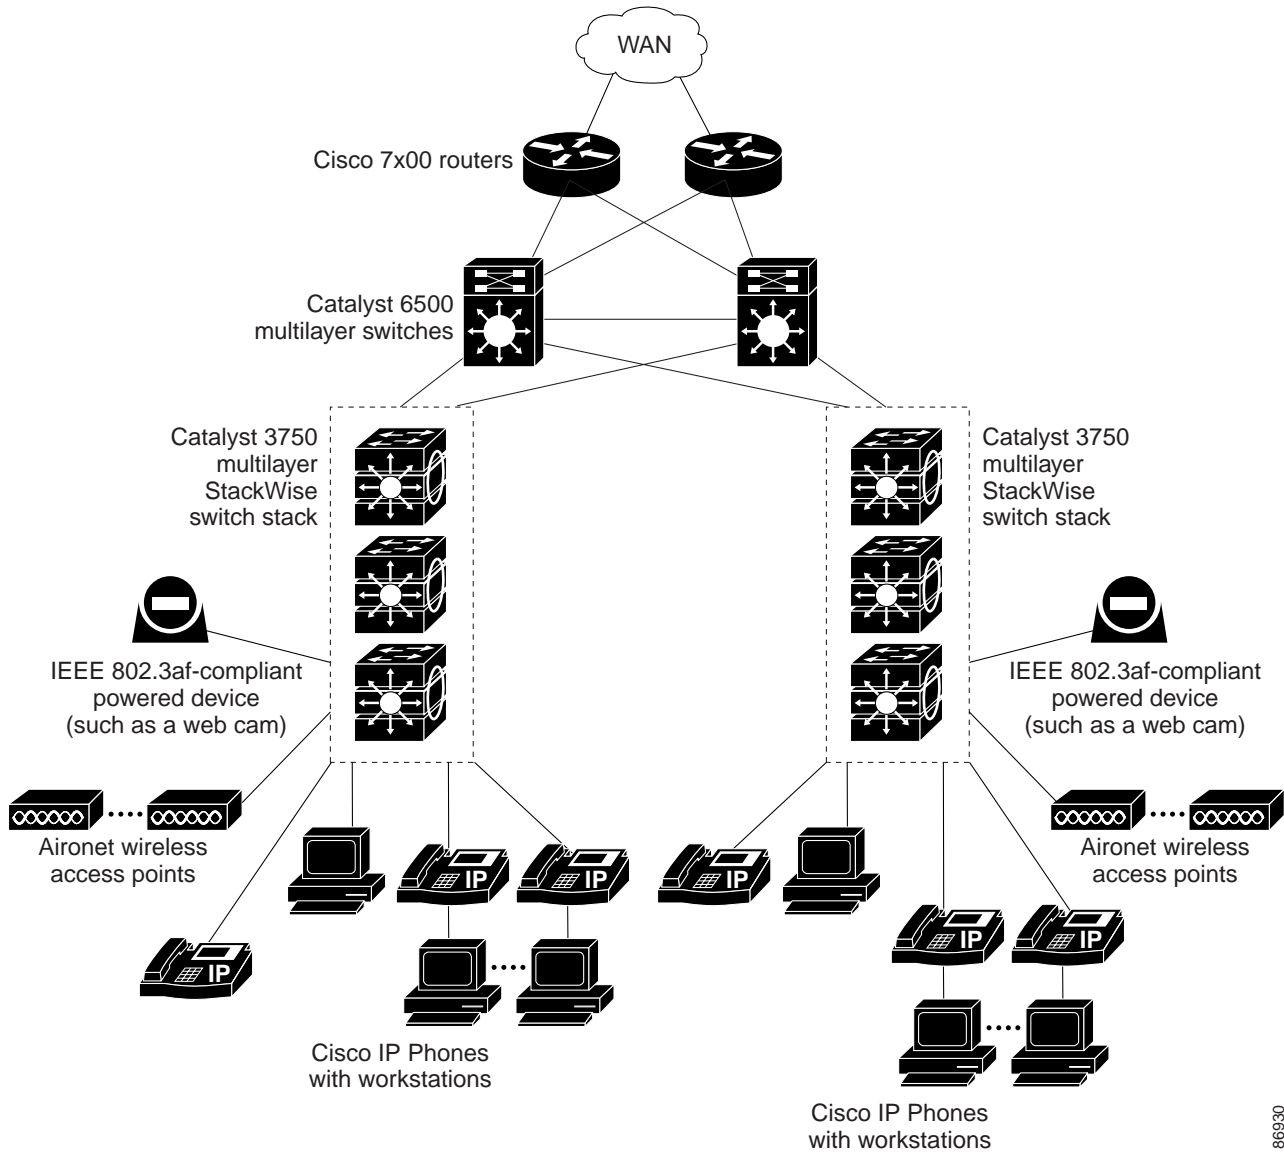 WAN
Cisco 7x00 routers
Catalyst 6500
multilayer switches
Catalyst 3750
multilayer
StackWise
switch stack
Catalyst 3750
multilayer
StackWise
switch stack
IEEE 802.3af-compliant
powered device
(such as a web cam)
IEEE 802.3af-compliant
powered device
(such as a web cam)
Aironet wireless
access points
Aironet wireless
access points
IP
IP
IP
IP
IP
IP
Cisco IP Phones
with workstations
Cisco IP Phones
with workstations
86930